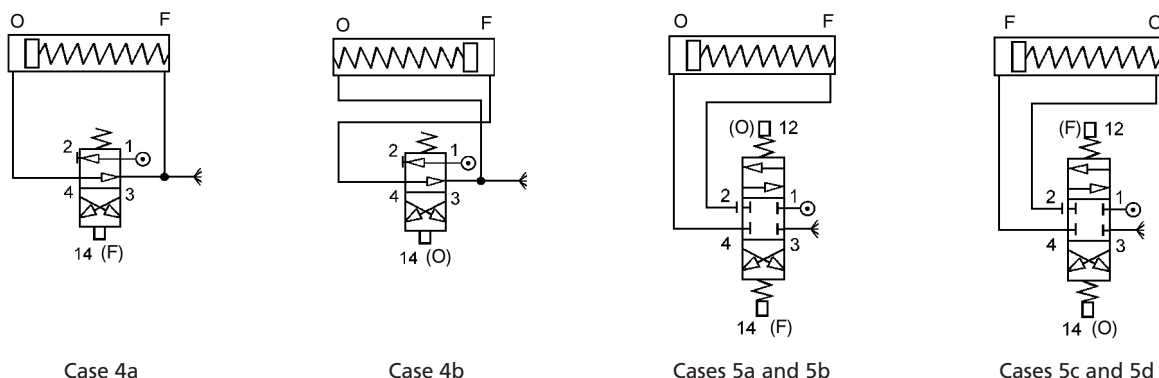 O F
2 1
4 3
14 (F)
Case 4a
O F
2 1
4 3
14 (O)
Case 4b
O F
(O) 12
2 1
4 3
14 (F)
Cases 5a and 5b
F O
(F) 12
2 1
4 3
14 (O)
Cases 5c and 5d